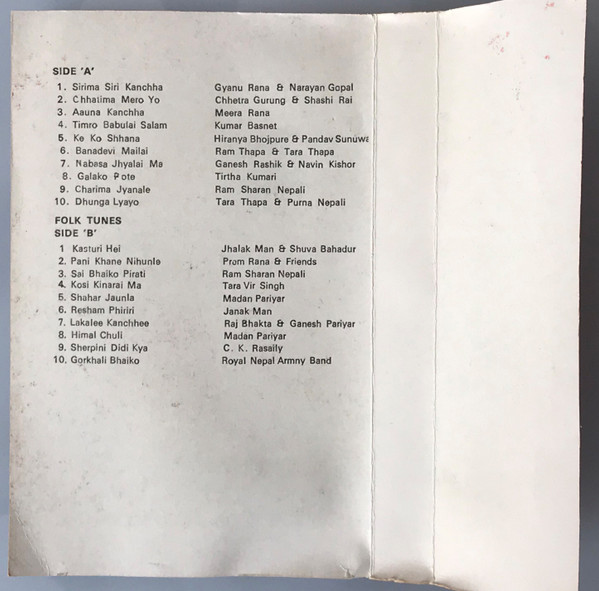 SIDE 'A'
1. Sirima Siri Kanchha Gyanu Rana & Narayan Gopal
2. Chhalima Mero Yo Chhetra Gurung & Shashi Rai
3. Aauna Kanchha Meera Rana
4. Timro Babulai Salam Kumar Basnet
5. Ke Ko Shhana Hiranya Bhojpure & Pandav Sunuwa
6. Banadevi Mailai Ram Thapa & Tara Thapa
7. Nabasa Jhyalai Ma Ganesh Rashik & Navin Kishor
8. Galako Pote Tirtha Kumari
9. Charima Jyanale Ram Sharan Nepali
10. Dhunga Lyayo Tara Thapa & Purna Nepali
FOLK TUNES
SIDE 'B'
1 Kasturi Hei Jhalak Man & Shuva Bahadur
2. Pani Khane Nihunle Prom Rana & Friends
3. Sai Bhaiko Pirati Ram Sharan Nepali
4. Kosi Kinarai Ma Tara Vir Singh
5. Shahar Jaunla Madan Pariyar
6. Resham Phiriri Janak Man
7. Lakalee Kanchhee Raj Bhakta & Ganesh Pariyar
8. Himal Chuli Madan Pariyar
9. Sherpini Didi Kya C. K. Rasaily
10. Gorkhali Bhaiko Royal Nepal Armny Band